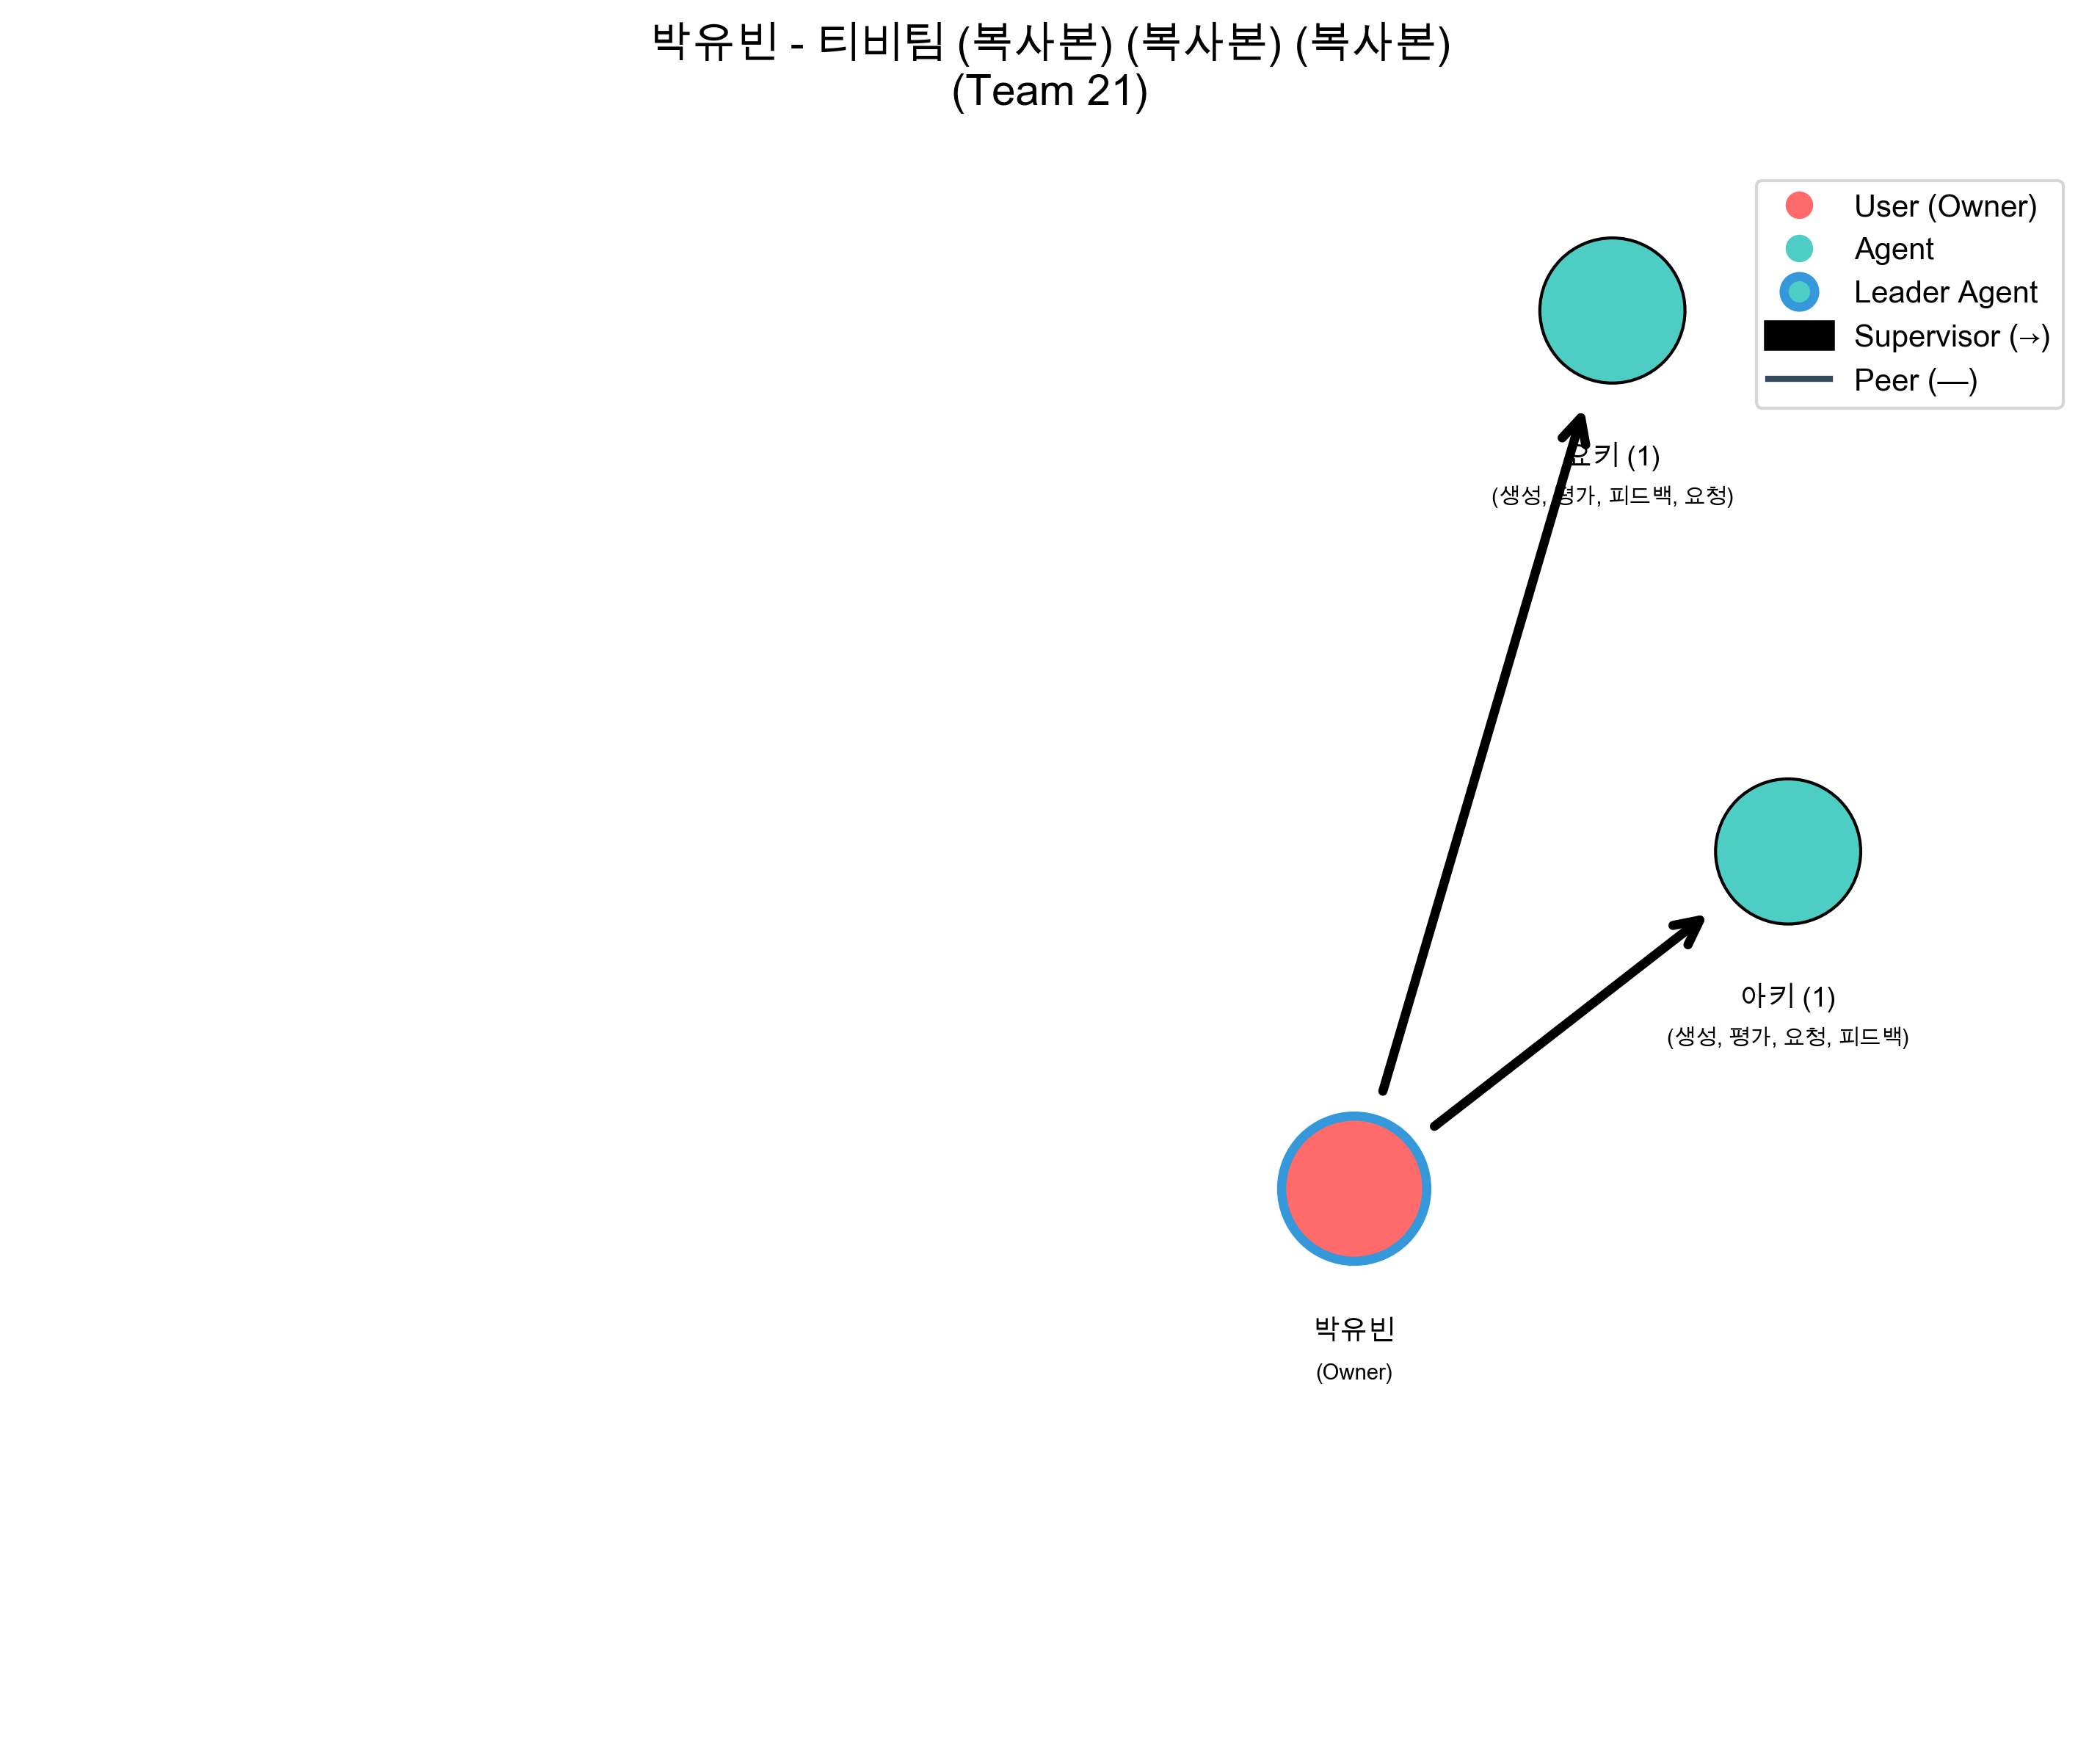 박유빈 - 티비팀 (복사본) (복사본) (복사본)
(Team 21)
User (Owner)
Agent
Leader Agent
Supervisor (→)
Peer (—)
요키 (1)
(생성, 평가, 피드백, 요청)
아키 (1)
(생성, 평가, 요청, 피드백)
박유빈
(Owner)